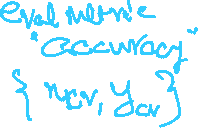 eval metric
"accuracy"
{ xcv, ycv }